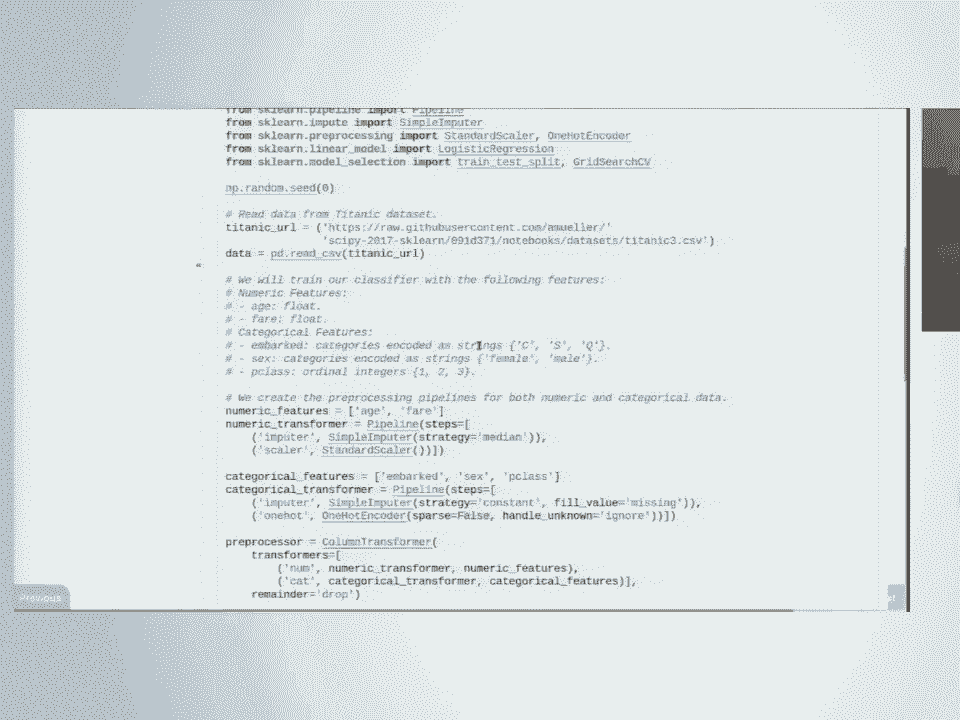 from sklearn.pipeline import Pipeline
from sklearn.impute import SimpleImputer
from sklearn.preprocessing import StandardScaler, OneHotEncoder
from sklearn.linear_model import LogisticRegression
from sklearn.model_selection import train_test_split, GridSearchCV
np.random.seed(0)
# Read data from Titanic dataset.
titanic_url = ('https://raw.githubusercontent.com/amueller/'
'scipy-2017-sklearn/091d371/notebooks/datasets/titanic3.csv')
data = pd.read_csv(titanic_url)
# We will train our classifier with the following features:
# Numeric Features:
# - age: float.
# - fare: float.
# Categorical Features:
# - embarked: categories encoded as strings {'C', 'S', 'Q'}.
# - sex: categories encoded as strings {'female', 'male'}.
# - pclass: ordinal integers {1, 2, 3}.
# We create the preprocessing pipelines for both numeric and categorical data.
numeric_features = ['age', 'fare']
numeric_transformer = Pipeline(steps=[
('imputer', SimpleImputer(strategy='median')),
('scaler', StandardScaler())])
categorical_features = ['embarked', 'sex', 'pclass']
categorical_transformer = Pipeline(steps=[
('imputer', SimpleImputer(strategy='constant', fill_value='missing')),
('onehot', OneHotEncoder(sparse=False, handle_unknown='ignore'))])
preprocessor = ColumnTransformer(
transformers=[
('num', numeric_transformer, numeric_features),
('cat', categorical_transformer, categorical_features)],
remainder='drop')
Previous